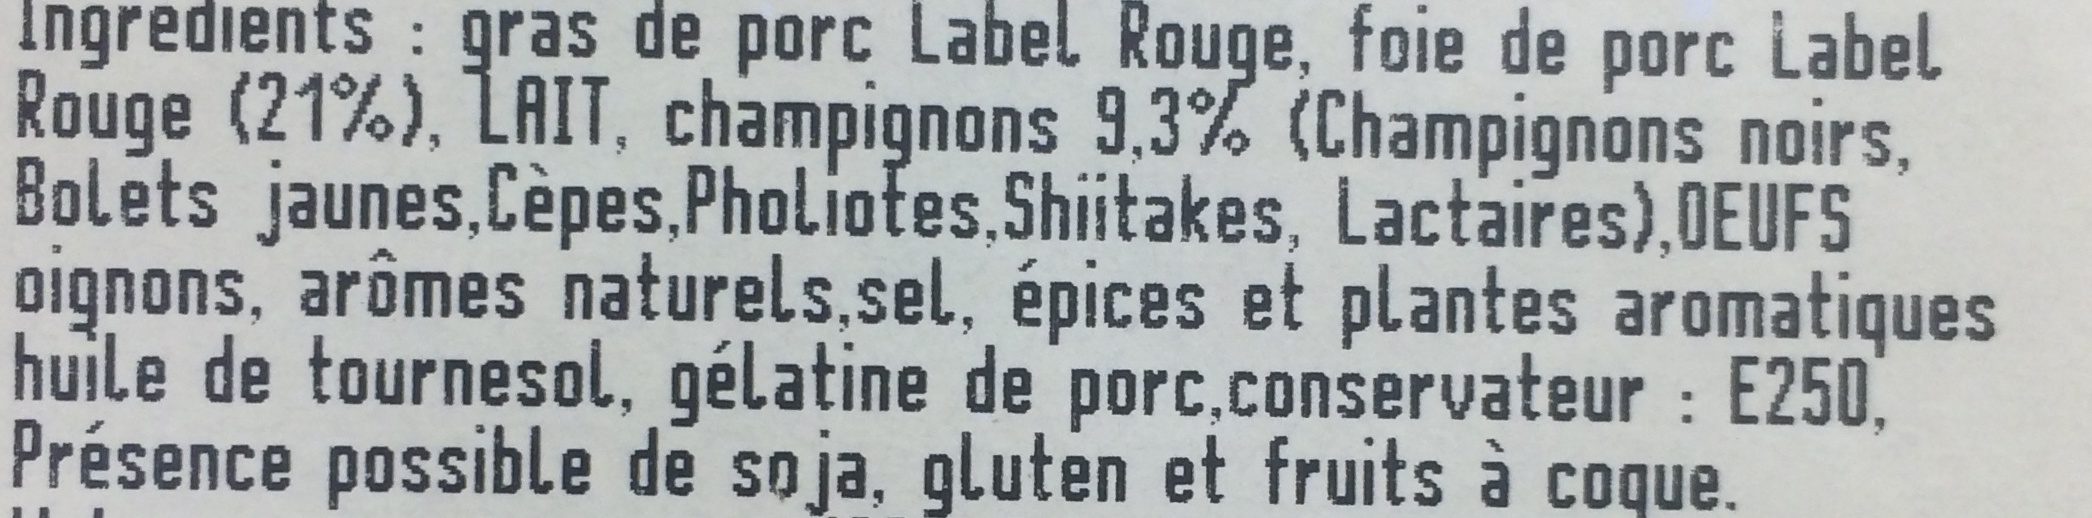 Ingredients : gras de porc Label Rouge, foie de porc Label
Rouge (21%), LAIT, champignons 9,3% (Champignons noirs,
Bolets jaunes,Cèpes,Pholiotes,Shiitakes, Lactaires),OEUFS
oignons, arômes naturels,sel, épices et plantes aromatiques
huile de tournesol, gélatine de porc,conservateur : E250,
Présence possible de soja, gluten et fruits à coque.